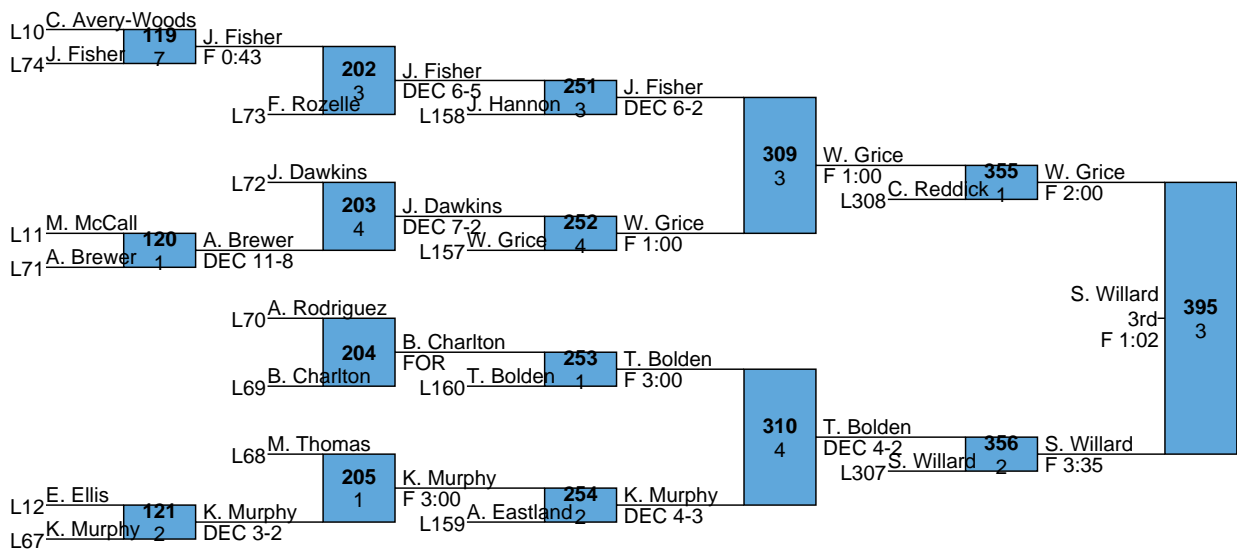 C. Avery-Woods
L10
119
7
J. Fisher
L74
J. Fisher
F 0:43
202
3
F. Rozelle
L73
J. Fisher
DEC 6-5
J. Hannon
L158
251
3
J. Fisher
DEC 6-2
J. Dawkins
L72
M. McCall
L11
120
1
A. Brewer
L71
A. Brewer
DEC 11-8
203
4
J. Dawkins
DEC 7-2
W. Grice
L157
252
4
W. Grice
F 1:00
309
3
W. Grice
F 1:00
C. Reddick
L308
355
1
W. Grice
F 2:00
A. Rodriguez
L70
204
B. Charlton
L69
B. Charlton
FOR
T. Bolden
L160
253
1
T. Bolden
F 3:00
M. Thomas
L68
E. Ellis
L12
121
2
K. Murphy
L67
K. Murphy
DEC 3-2
205
1
K. Murphy
F 3:00
A. Eastland
L159
254
2
K. Murphy
DEC 4-3
310
4
T. Bolden
DEC 4-2
S. Willard
L307
356
2
S. Willard
F 3:35
S. Willard
3rd
F 1:02
395
3